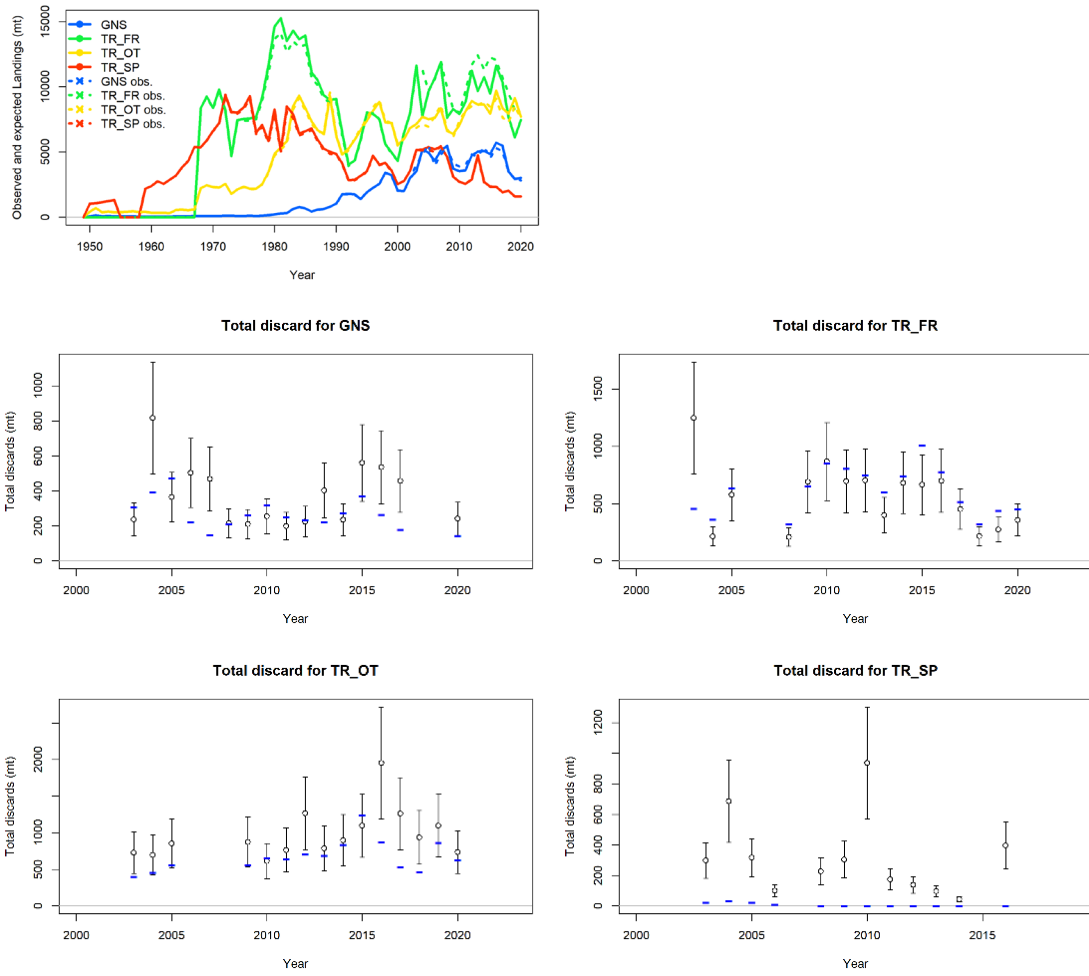 Observed and expected Landings (mt)
15000
10000
5000
0
GNS
TR_FR
TR_OT
TR_SP
GNS obs.
TR_FR obs.
TR_OT obs.
TR_SP obs.
1950 1960 1970 1980 1990 2000 2010 2020
Year
Total discard for GNS
Total discards (mt)
1000
800
600
400
200
0
2000 2005 2010 2015 2020
Year
Total discard for TR_FR
Total discards (mt)
1500
1000
500
0
2000 2005 2010 2015 2020
Year
Total discard for TR_OT
Total discards (mt)
2000
1000
500
0
2000 2005 2010 2015 2020
Year
Total discard for TR_SP
Total discards (mt)
1200
800
600
400
200
0
2000 2005 2010 2015
Year